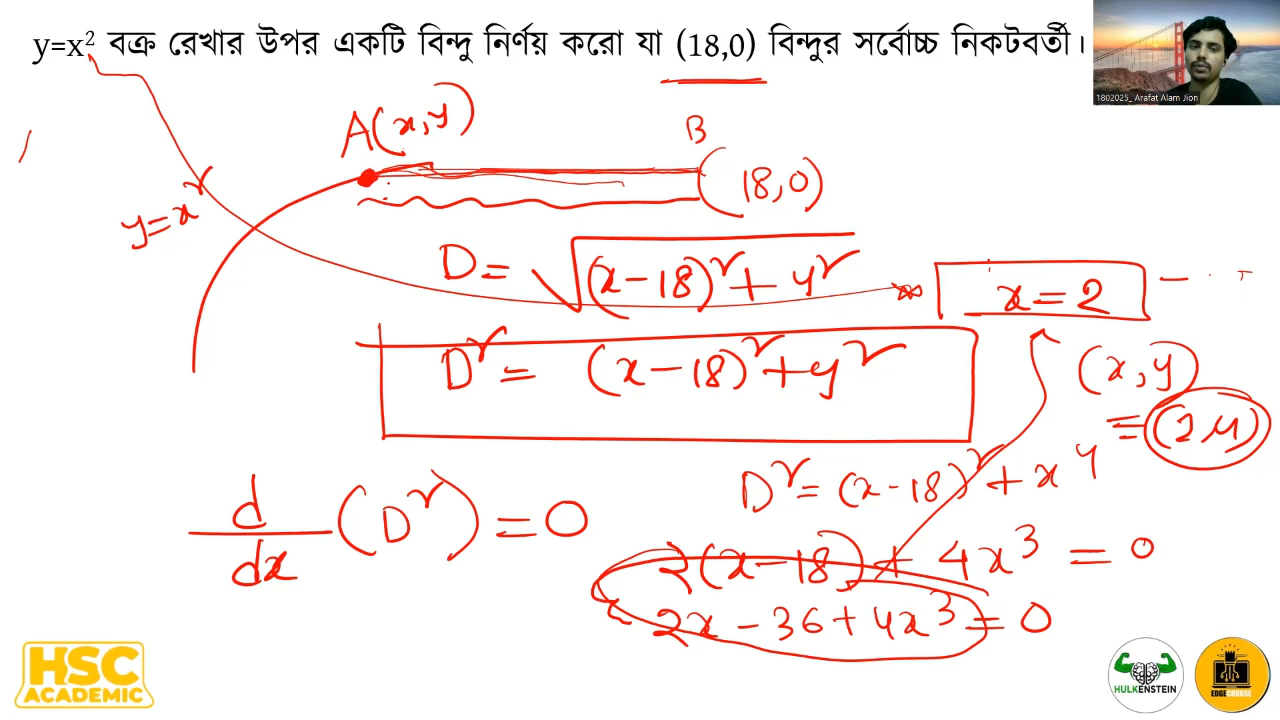 y=x² বক্র রেখার উপর একটি বিন্দু নির্ণয় করো যা (18,0) বিন্দুর সর্বোচ্চ নিকটবর্তী।
1802025_ Arafat Alam Jion
A(x,y)
B
(18,0)
y=x²
D = √(x-18)²+y²
x=2
D² = (x-18)²+y²
(x,y)
≡(2,4)
D²=(x-18)²+x⁴
d/dx (D²) = 0
2(x-18)+4x³=0
2x-36+4x³=0
HSC
ACADEMIC
HULKENSTEIN
EDGECOURSE